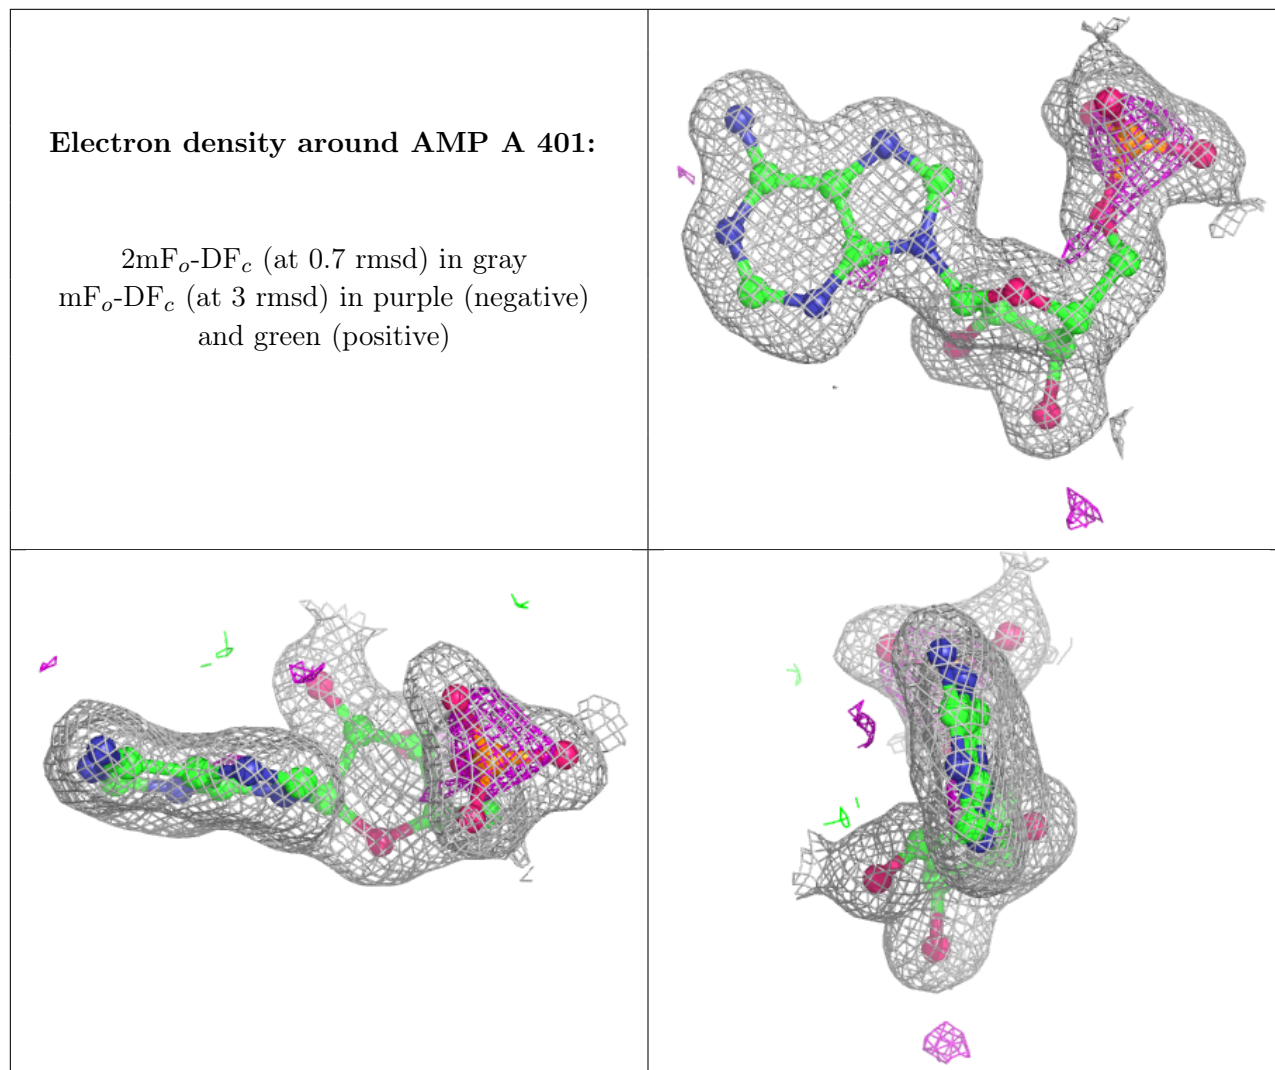 Electron density around AMP A 401:
2mFo-DFc (at 0.7 rmsd) in gray
mFo-DFc (at 3 rmsd) in purple (negative)
and green (positive)